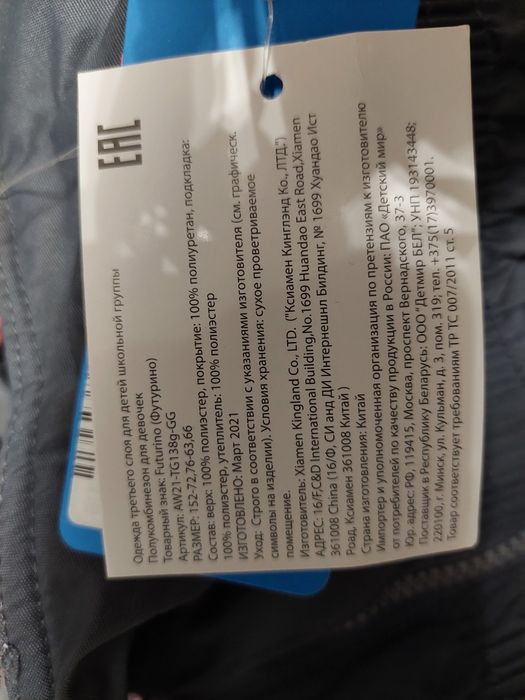 EAC
Одежда третьего слоя для детей школьной группы
Полукомбинезон для девочек
Товарный знак: Futurino (Футурино)
Артикул: AW21-TG138g-GG
РАЗМЕР: 152-72,76-63,66
Состав: верх: 100% полиэстер, покрытие: 100% полиуретан, подкладка:
100% полиэстер, утеплитель: 100% полиэстер
ИЗГОТОВЛЕНО: Март 2021
Уход: Строго в соответствии с указаниями изготовителя (см. графическ.
символы на изделии). Условия хранения: сухое проветриваемое
помещение.
Изготовитель: Xiamen Kingland Co., LTD. ("Ксиамен Кинглэнд Ко., ЛТД.")
АДРЕС: 16/F,C&D International Building,No.1699 Huandao East Road,Xiamen
361008 China (16/Ф, СИ анд ДИ Интернешнл Билдинг, № 1699 Хуандао Ист
Роад, Ксиамен 361008 Китай )
Страна изготовления: Китай
Импортер и уполномоченная организация по претензиям к изготовителю
от потребителей по качеству продукции в России: ПАО «Детский мир»
Юр. адрес: РФ, 119415, Москва, проспект Вернадского, 37-3
Поставщик в Республику Беларусь: ООО "Детмир БЕЛ"; УНП 193143448;
220100, г. Минск, ул. Кульман, д. 3, пом. 319; тел. +375(17)3970001.
Товар соответствует требованиям ТР ТС 007/2011 ст. 5